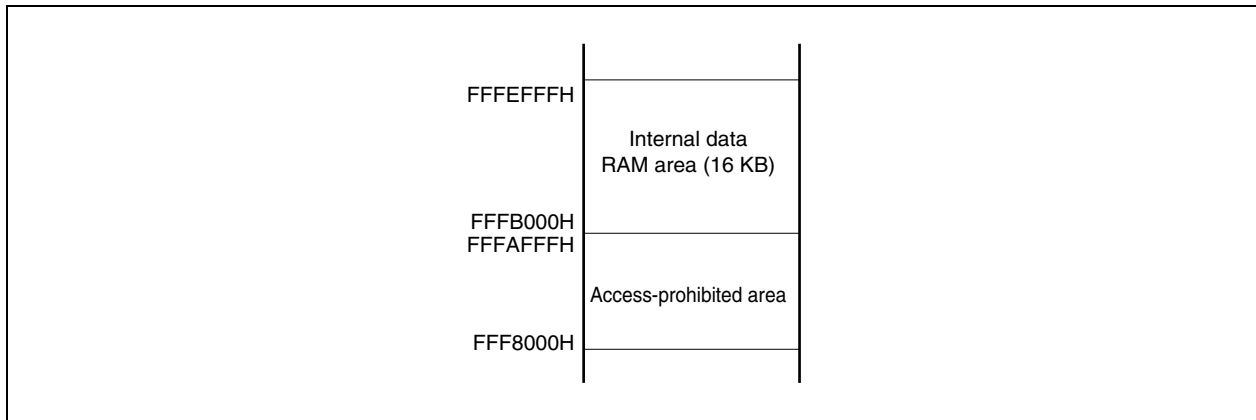 FFFEFFFH
Internal data
RAM area (16 KB)
FFFB000H
FFFAFFFH
Access-prohibited area
FFF8000H